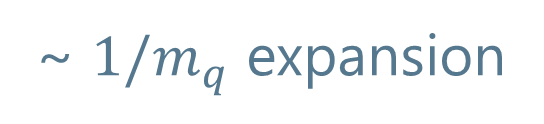 ~ 1/m_q expansion